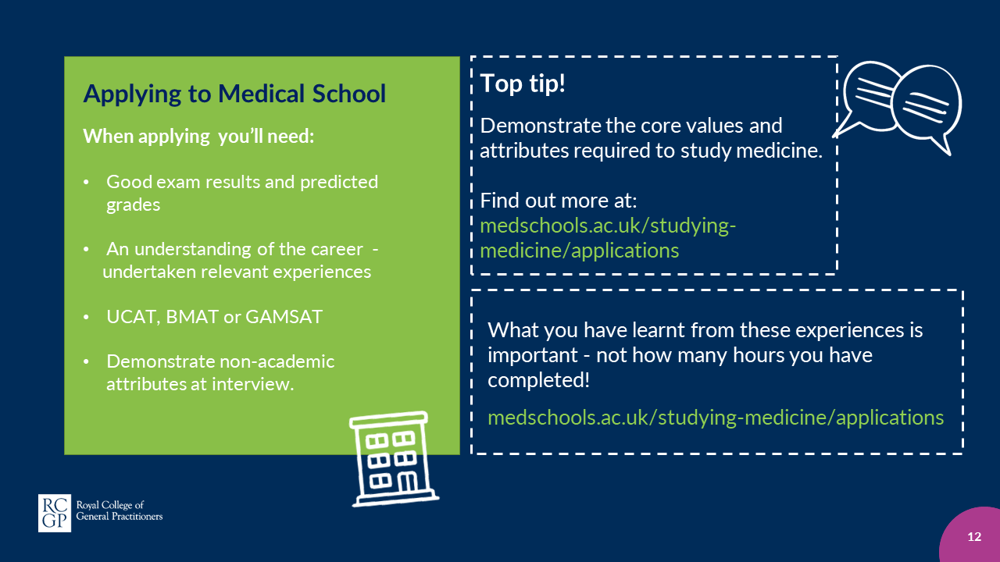 Applying to Medical School
When applying  you’ll need:
• Good exam results and predicted
grades
• An understanding of the career  -
undertaken relevant experiences
• UCAT, BMAT or GAMSAT
• Demonstrate non-academic
attributes at interview.
Top tip!
Demonstrate the core values and
attributes required to study medicine.
Find out more at:
medschools.ac.uk/studying-
medicine/applications
What you have learnt from these experiences is
important - not how many hours you have
completed!
medschools.ac.uk/studying-medicine/applications
RC
GP
Royal College of
General Practitioners
12